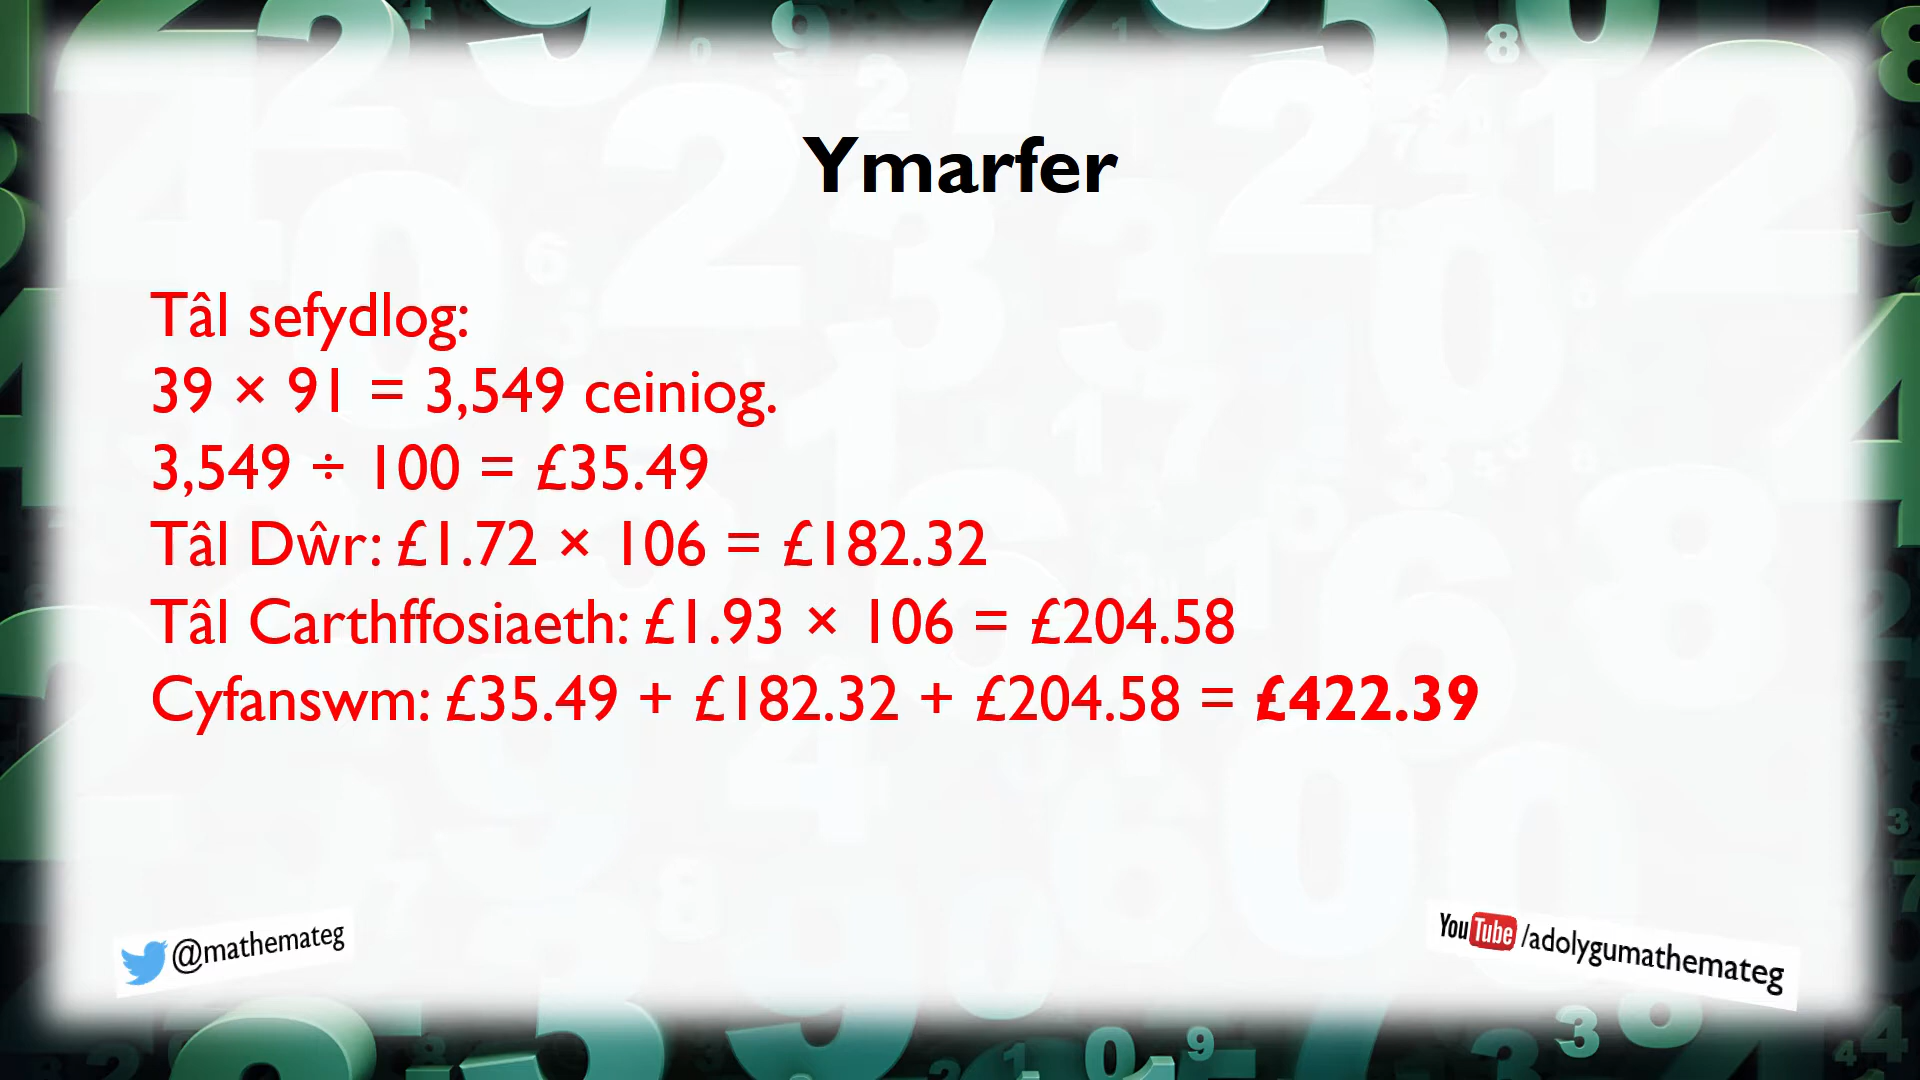 Ymarfer
Tâl sefydlog:
39 × 91 = 3,549 ceiniog.
3,549 ÷ 100 = £35.49
Tâl Dŵr: £1.72 × 106 = £182.32
Tâl Carthffosiaeth: £1.93 × 106 = £204.58
Cyfanswm: £35.49 + £182.32 + £204.58 = £422.39
@mathemateg
YouTube /adolygumathemateg